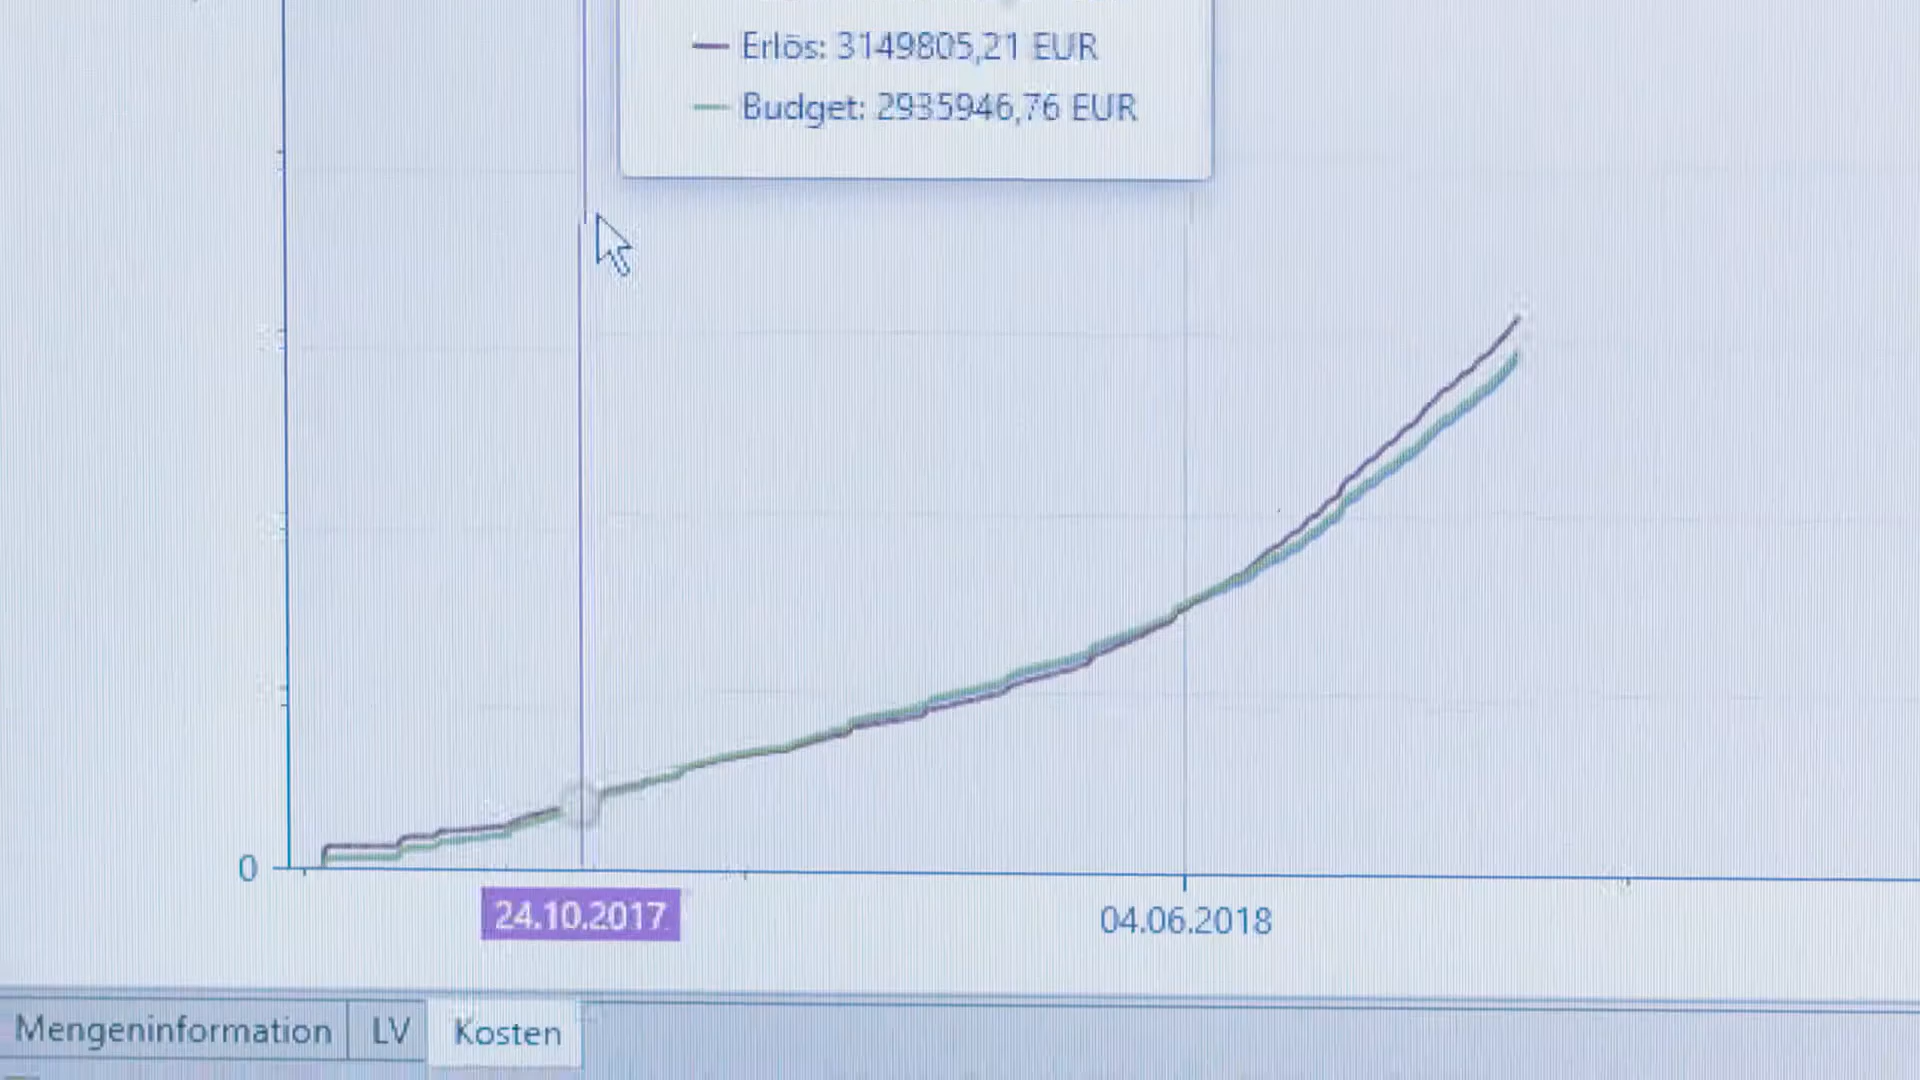 Erlös: 3149805,21 EUR
Budget: 2935946,76 EUR
0
24.10.2017
04.06.2018
Mengeninformation
LV
Kosten